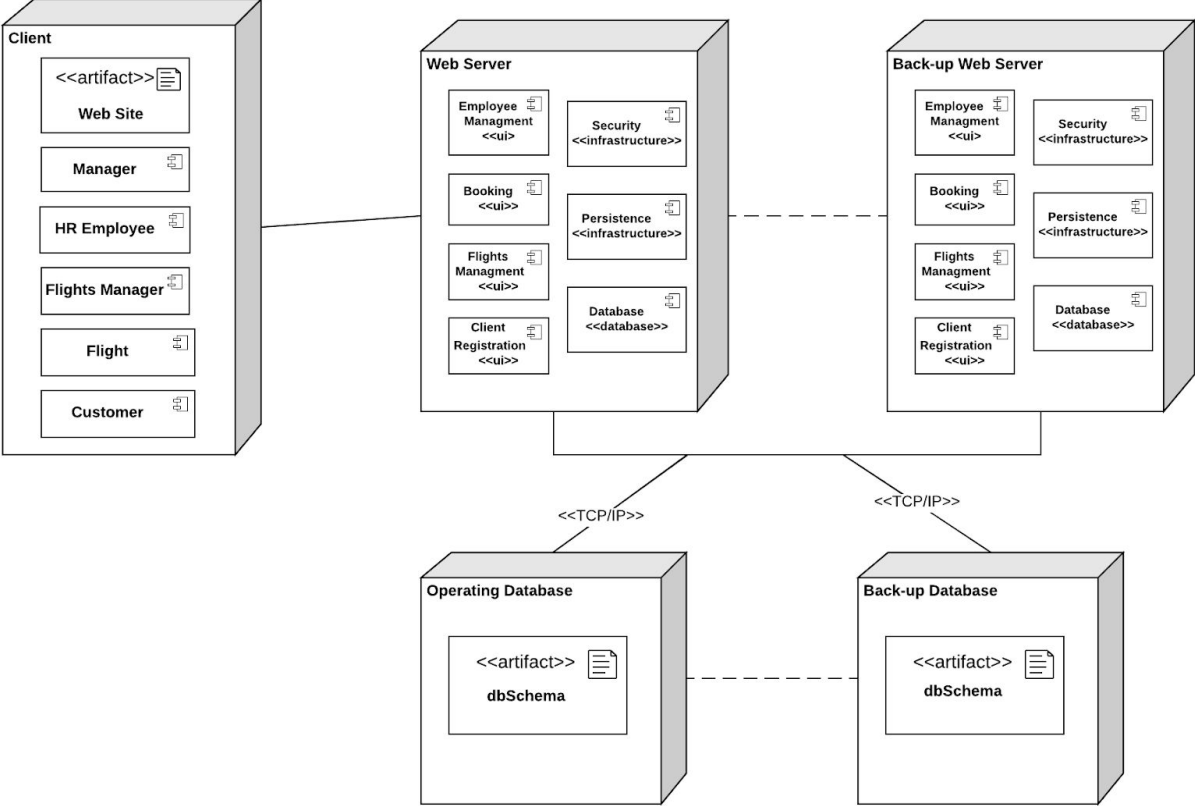 Client
<<artifact>>
Web Site
Manager
HR Employee
Flights Manager
Flight
Customer
Web Server
Employee
Managment
<<ui>
Booking
<<ui>>
Flights
Managment
<<ui>>
Client
Registration
<<ui>>
Security
<<infrastructure>>
Persistence
<<infrastructure>>
Database
<<database>>
Back-up Web Server
Employee
Managment
<<ui>
Booking
<<ui>>
Flights
Managment
<<ui>>
Client
Registration
<<ui>>
Security
<<infrastructure>>
Persistence
<<infrastructure>>
Database
<<database>>
<<TCP/IP>>
<<TCP/IP>>
Operating Database
<<artifact>>
dbSchema
Back-up Database
<<artifact>>
dbSchema